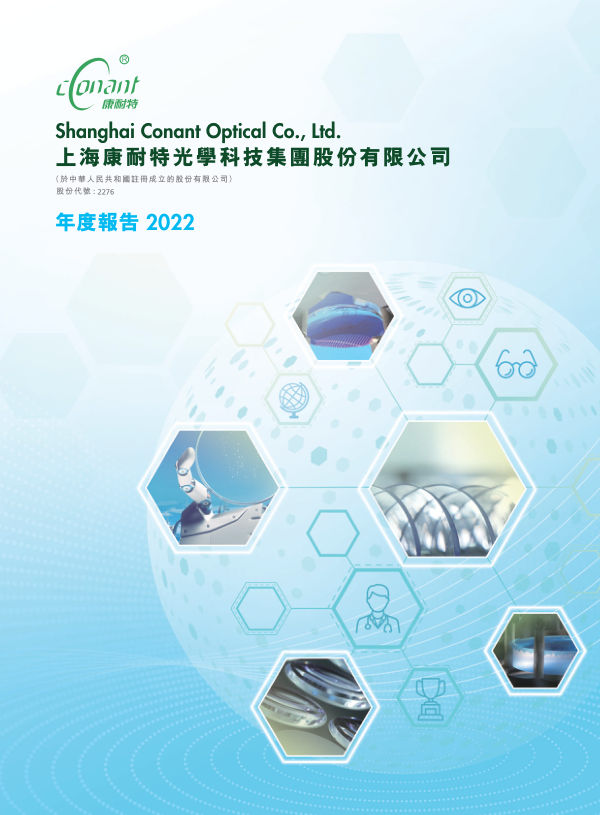 ®
Conant
康耐特
Shanghai Conant Optical Co., Ltd.
上海康耐特光學科技集團股份有限公司
(於中華人民共和國註冊成立的股份有限公司)
股份代號 : 2276
年度報告 2022